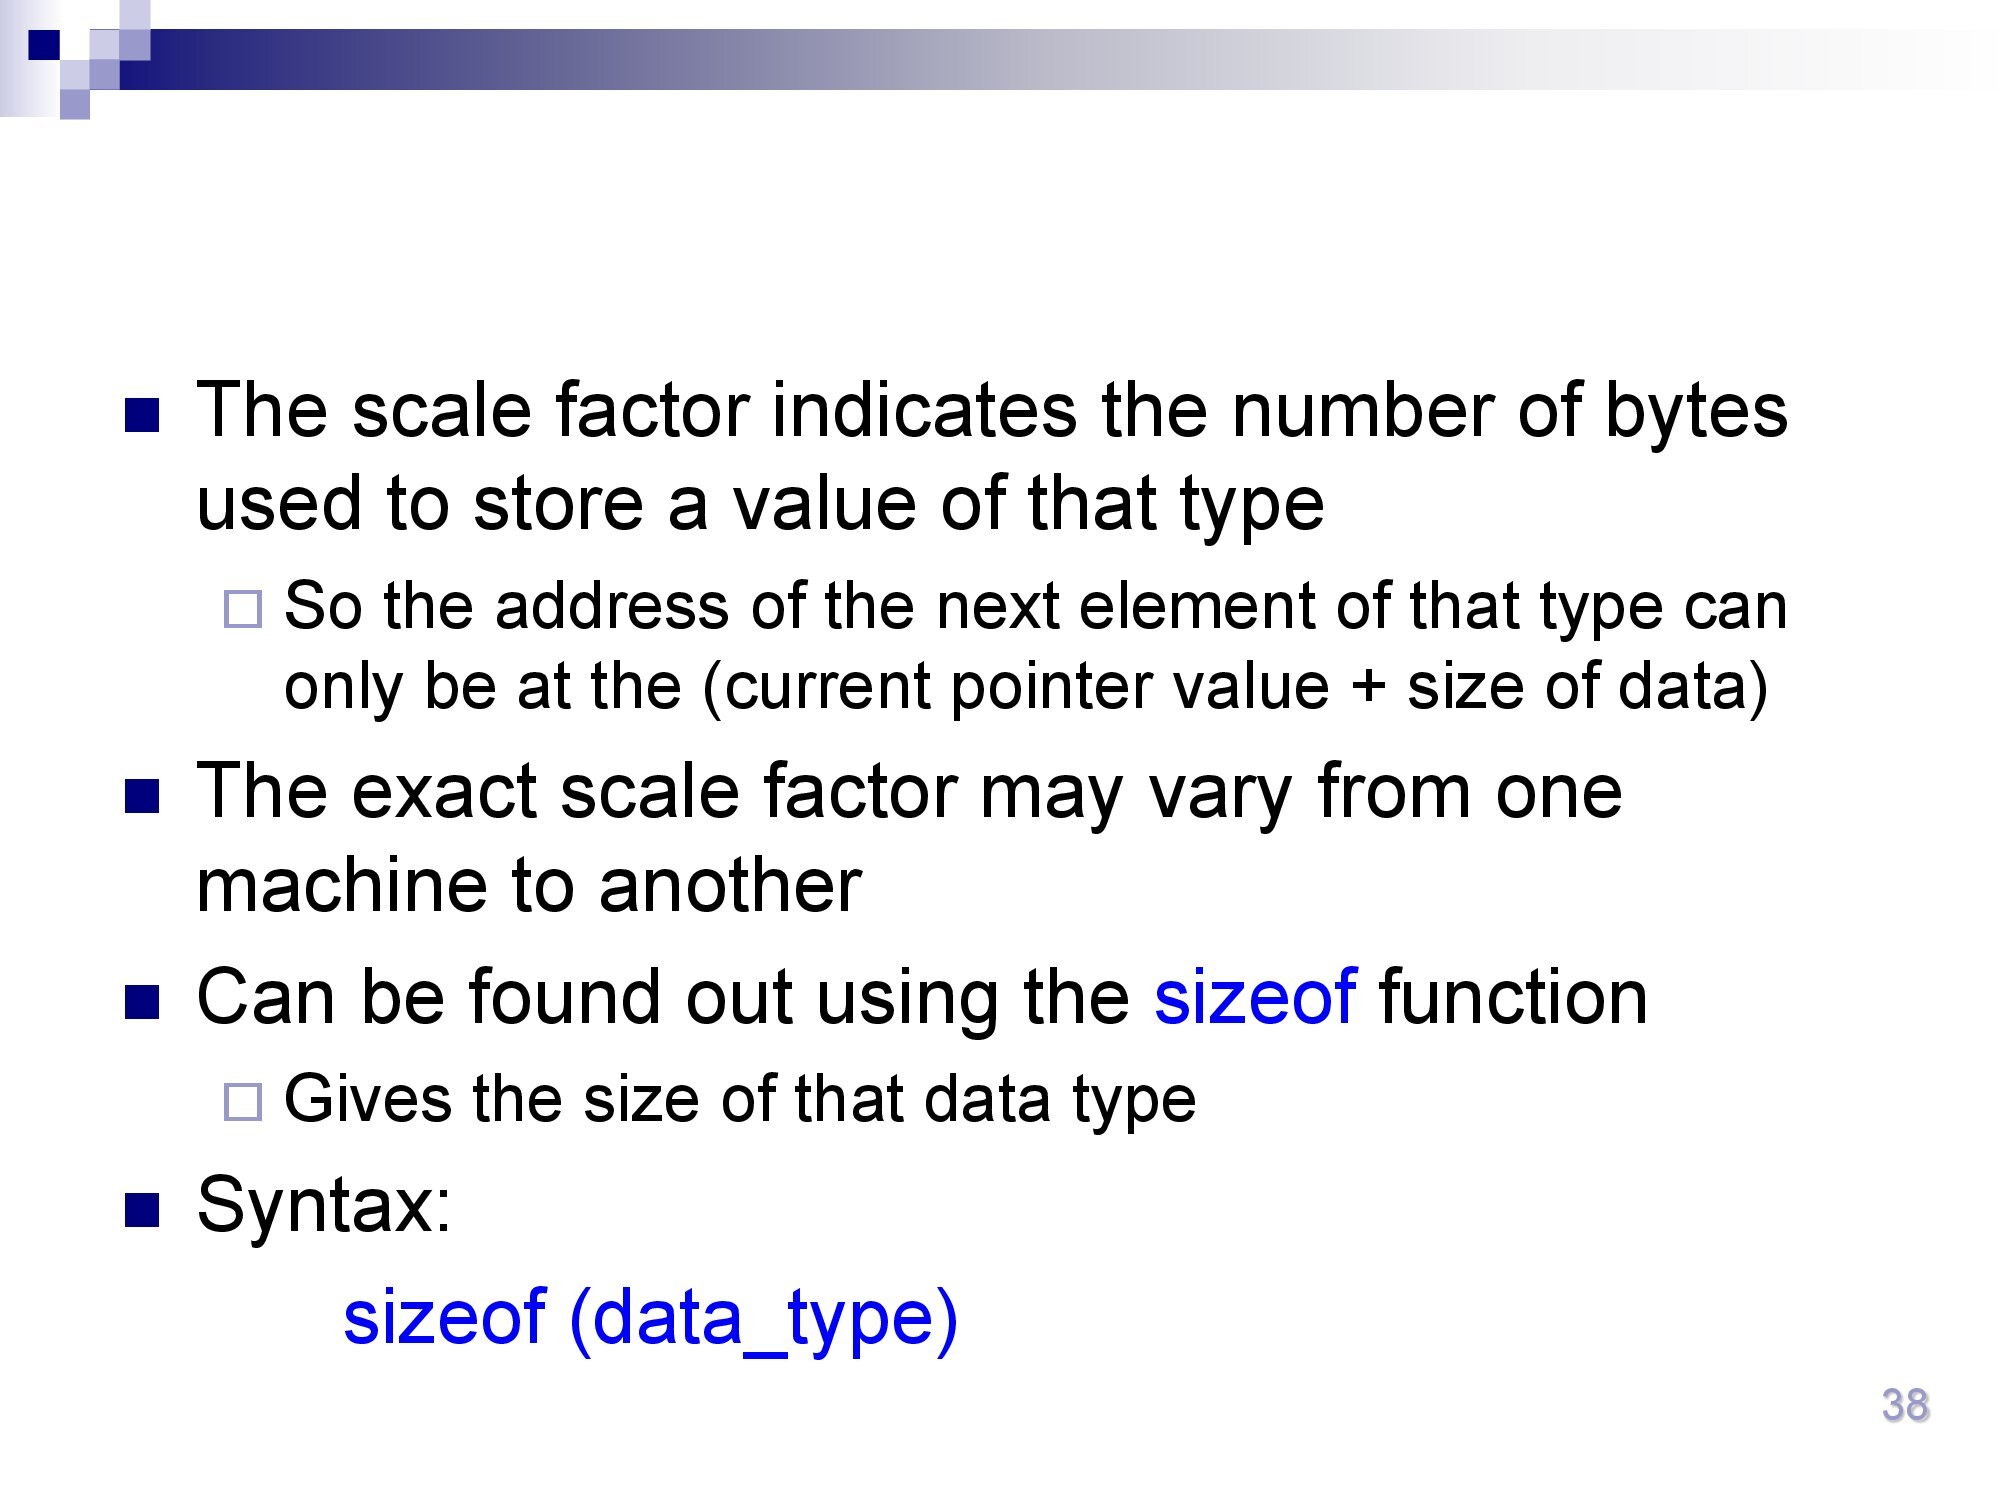 The scale factor indicates the number of bytes
used to store a value of that type
So the address of the next element of that type can
only be at the (current pointer value + size of data)
The exact scale factor may vary from one
machine to another
Can be found out using the sizeof function
Gives the size of that data type
Syntax:
sizeof (data_type)
38